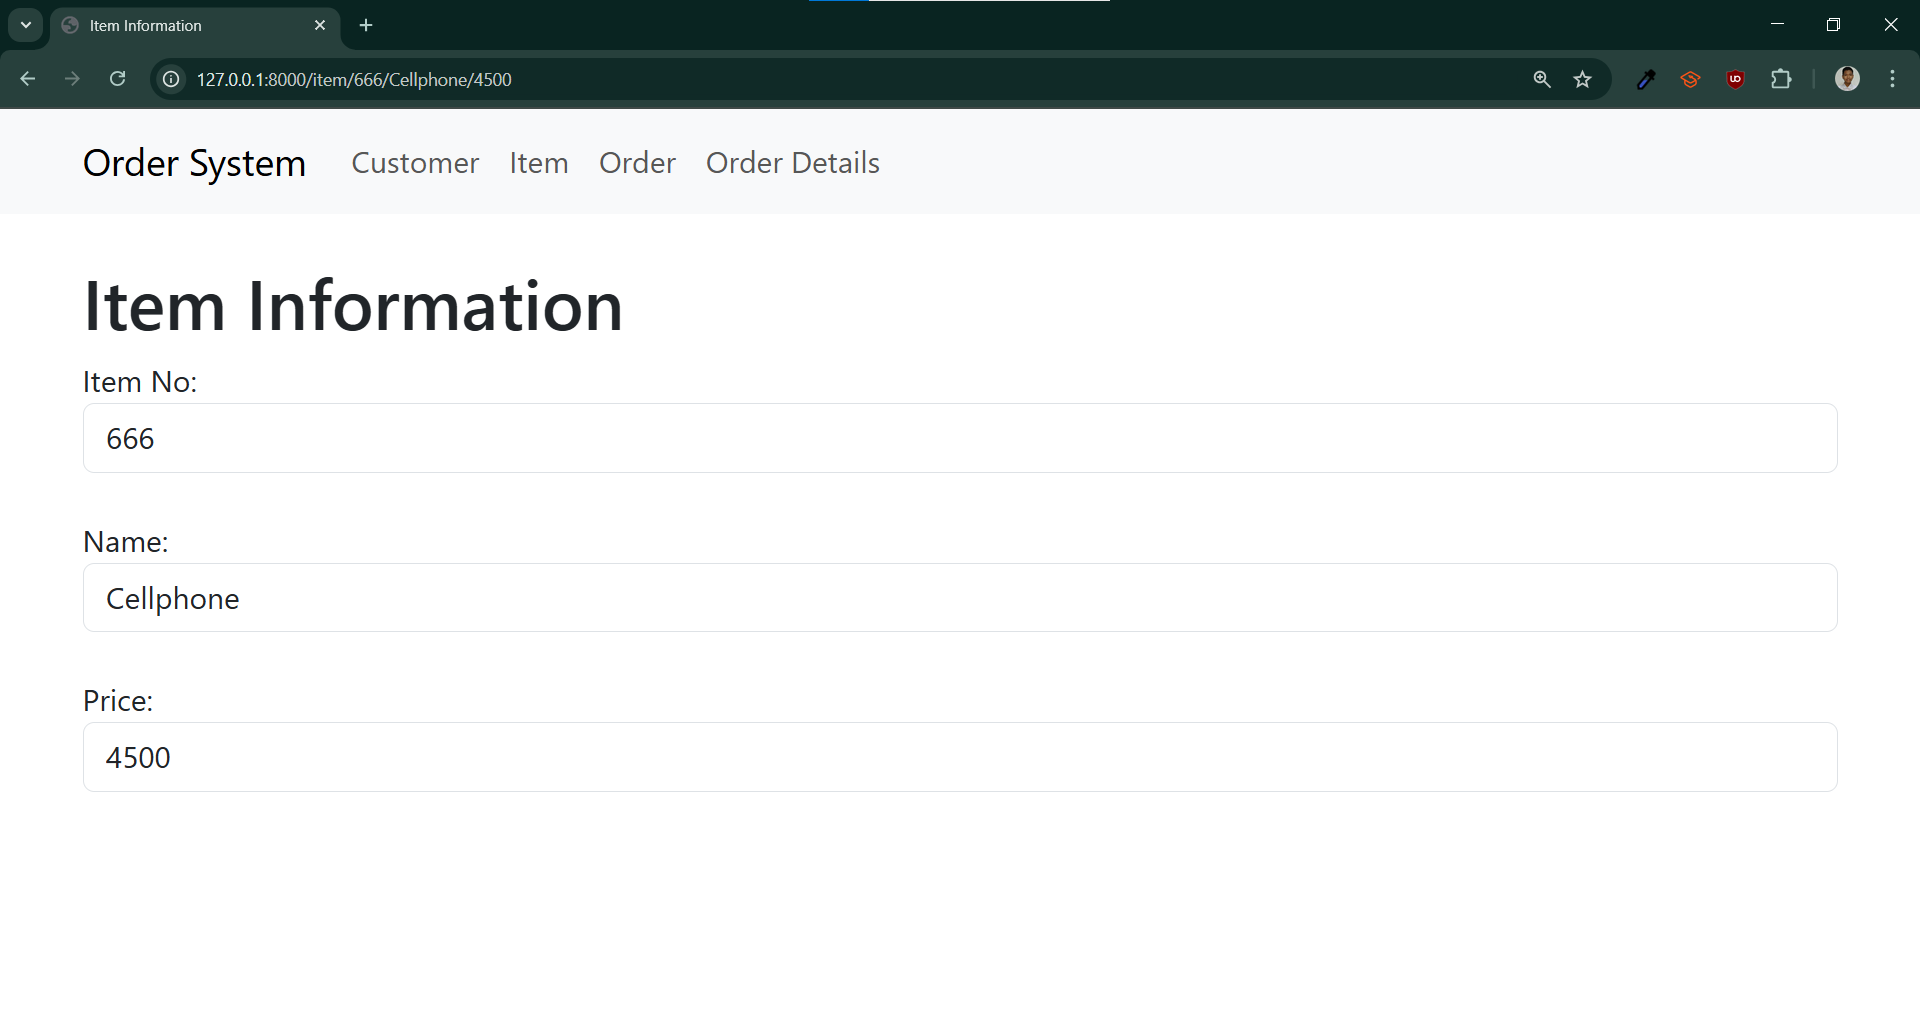 Item Information
127.0.0.1:8000/item/666/Cellphone/4500
Order System Customer Item Order Order Details
Item Information
Item No:
666
Name:
Cellphone
Price:
4500